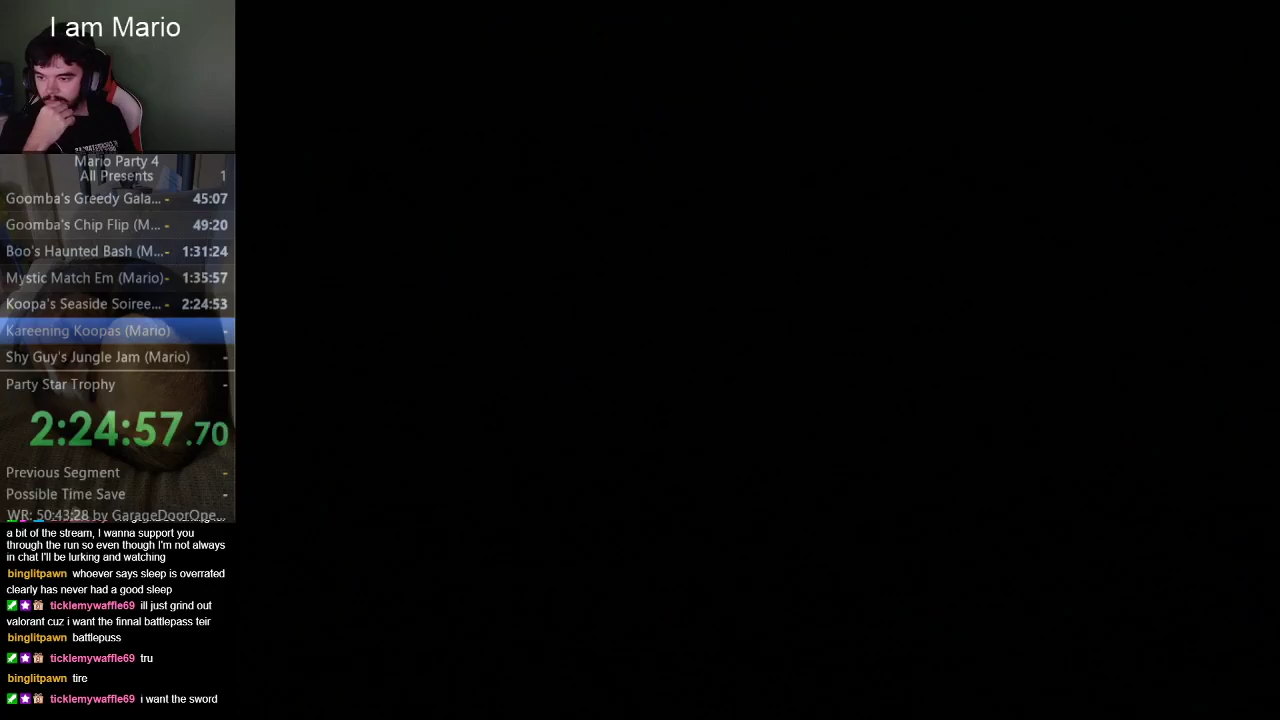 I am Mario
Mario Party 4
All Presents 1
Goomba's Greedy Gala... - 45:07
Goomba's Chip Flip (M... - 49:20
Boo's Haunted Bash (M... - 1:31:24
Mystic Match Em (Mario) - 1:35:57
Koopa's Seaside Soiree... - 2:24:53
Kareening Koopas (Mario) -
Shy Guy's Jungle Jam (Mario) -
Party Star Trophy -
2:24:57.70
Previous Segment -
Possible Time Save -
WR: 50:43:28 by GarageDoorOpe...
a bit of the stream, I wanna support you
through the run so even though I'm not always
in chat I'll be lurking and watching
binglitpawn whoever says sleep is overrated
clearly has never had a good sleep
ticklemywaffle69 ill just grind out
valorant cuz i want the finnal battlepass teir
binglitpawn battlepuss
ticklemywaffle69 tru
binglitpawn tire
ticklemywaffle69 i want the sword